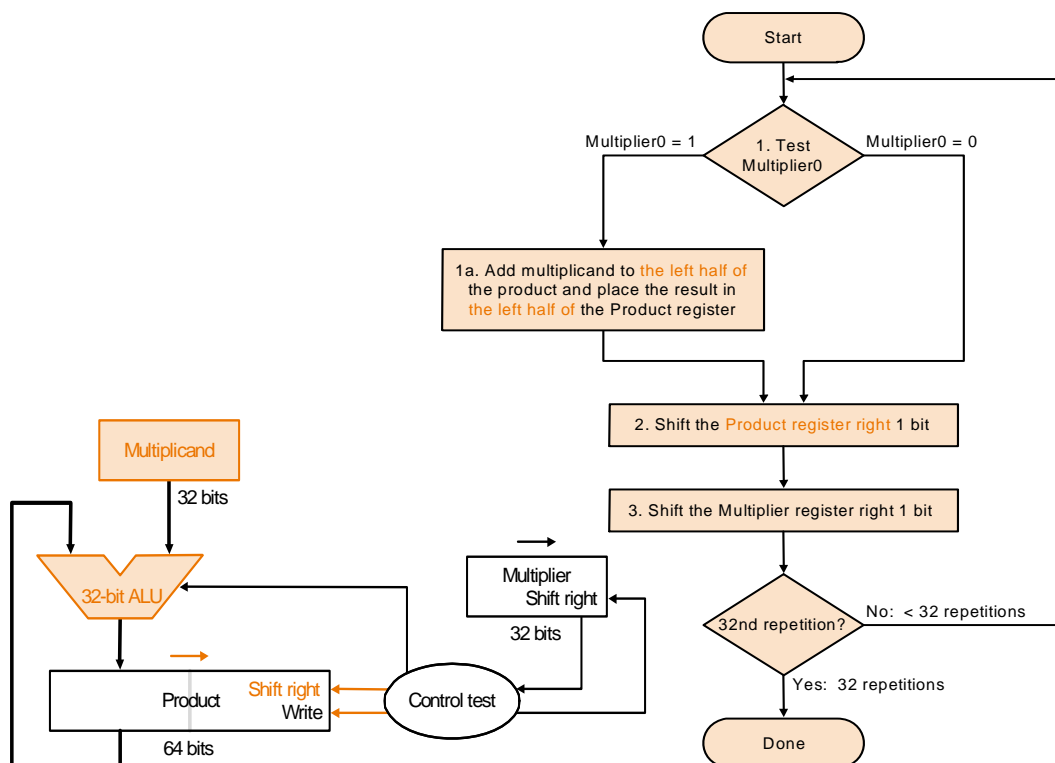 Start
Multiplier0 = 1
1. Test
Multiplier0
Multiplier0 = 0
1a. Add multiplicand to the left half of
the product and place the result in
the left half of the Product register
2. Shift the Product register right 1 bit
3. Shift the Multiplier register right 1 bit
32nd repetition?
No: < 32 repetitions
Yes: 32 repetitions
Done
Multiplicand
32 bits
32-bit ALU
Multiplier
Shift right
32 bits
Product
Shift right
Write
Control test
64 bits